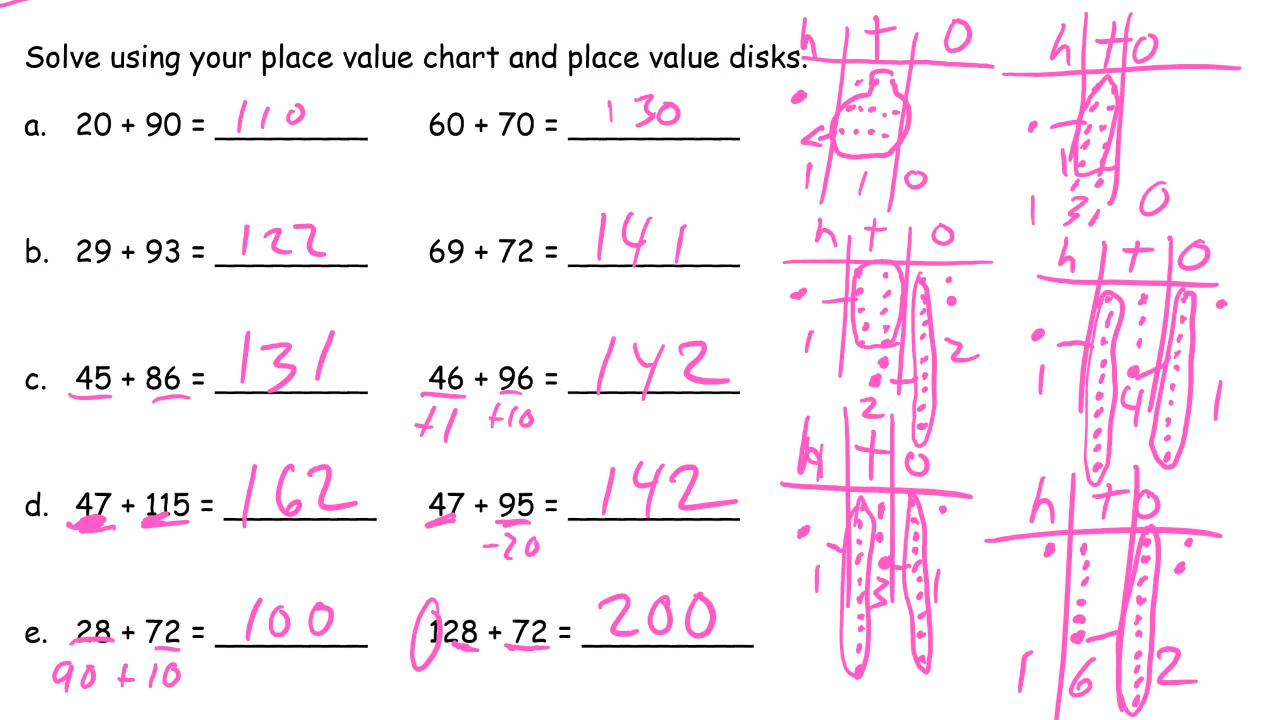 Solve using your place value chart and place value disks.
a. 20 + 90 = 110 60 + 70 = 130
b. 29 + 93 = 122 69 + 72 = 141
c. 45 + 86 = 131 46 + 96 = 142
+1 +10
d. 47 + 115 = 162 47 + 95 = 142
-20
e. 28 + 72 = 100 128 + 72 = 200
90 + 10
h t o
1 1 0
h t o
1 3 0
h t o
1 2 2
h t o
1 4 1
h t o
1 3 1
h t o
1 6 2